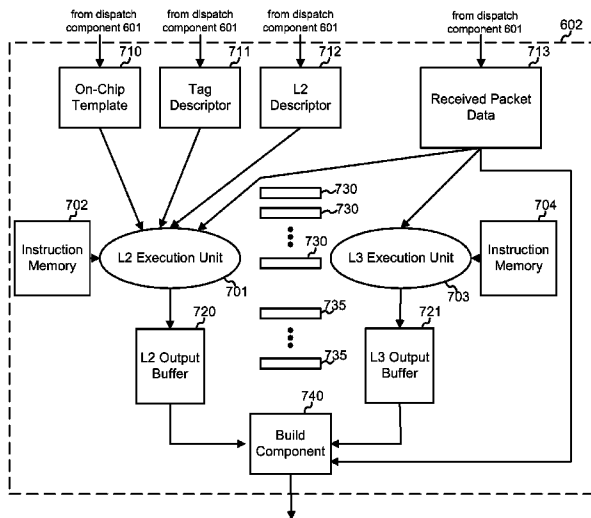 from dispatch
component 601
from dispatch
component 601
from dispatch
component 601
from dispatch
component 601
602
710
711
712
713
On-Chip
Template
Tag
Descriptor
L2
Descriptor
Received Packet
Data
730
730
702
704
730
Instruction
Memory
L2 Execution Unit
L3 Execution Unit
Instruction
Memory
701
703
720
735
721
L2 Output
Buffer
L3 Output
Buffer
735
740
Build
Component